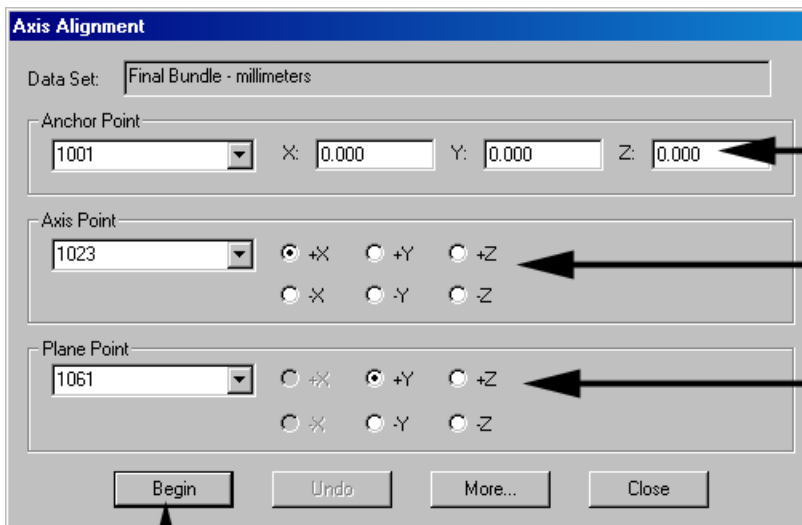 Axis Alignment
Data Set: Final Bundle - millimeters
Anchor Point
1001 X: 0.000 Y: 0.000 Z: 0.000
Axis Point
1023 +X +Y +Z
-X -Y -Z
Plane Point
1061 +X +Y +Z
-X -Y -Z
Begin Undo More... Close